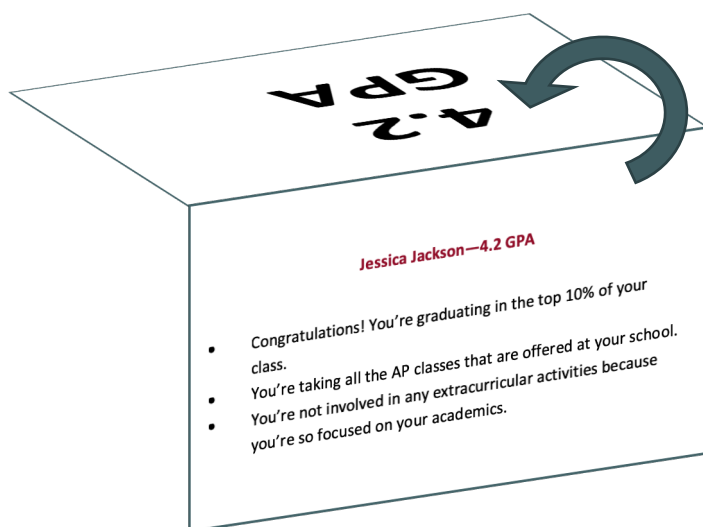 4.2
GPA
Jessica Jackson—4.2 GPA
• Congratulations! You're graduating in the top 10% of your
class.
• You're taking all the AP classes that are offered at your school.
• You're not involved in any extracurricular activities because
you're so focused on your academics.